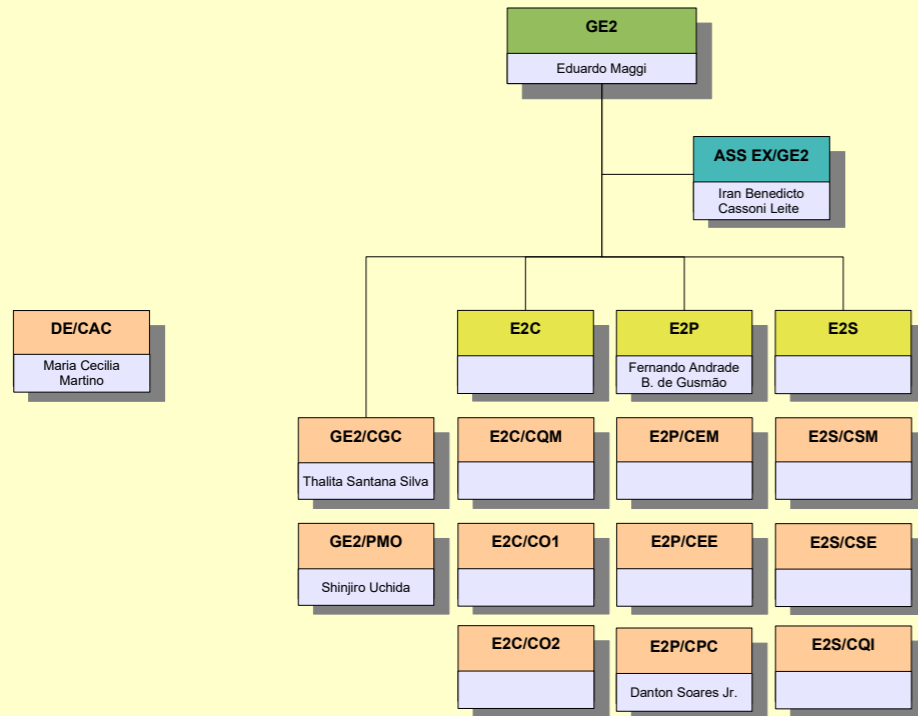 GE2
Eduardo Maggi
ASS EX/GE2
Iran Benedicto
Cassoni Leite
DE/CAC
Maria Cecilia
Martino
E2C
E2P
Fernando Andrade
B. de Gusmão
E2S
GE2/CGC
Thalita Santana Silva
E2C/CQM
E2P/CEM
E2S/CSM
GE2/PMO
Shinjiro Uchida
E2C/CO1
E2P/CEE
E2S/CSE
E2C/CO2
E2P/CPC
Danton Soares Jr.
E2S/CQI